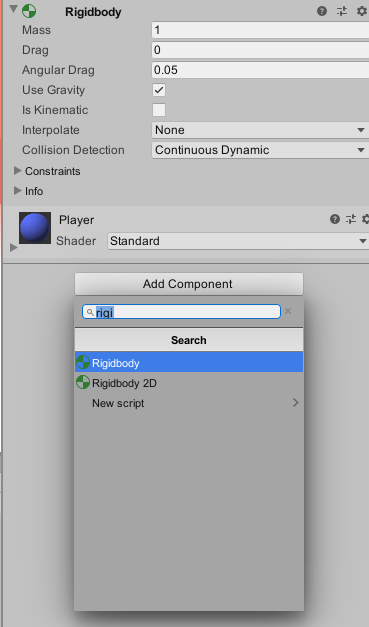 Rigidbody
Mass 1
Drag 0
Angular Drag 0.05
Use Gravity
Is Kinematic
Interpolate None
Collision Detection Continuous Dynamic
Constraints
Info
Player
Shader Standard
Add Component
rigi
Search
Rigidbody
Rigidbody 2D
New script